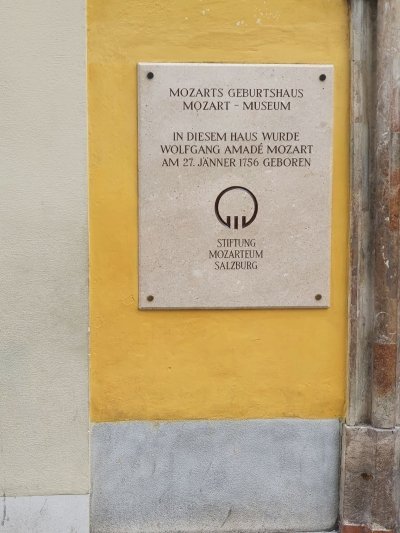 MOZARTS GEBURTSHAUS
MOZART - MUSEUM
IN DIESEM HAUS WURDE
WOLFGANG AMADÉ MOZART
AM 27. JÄNNER 1756 GEBOREN
STIFTUNG
MOZARTEUM
SALZBURG